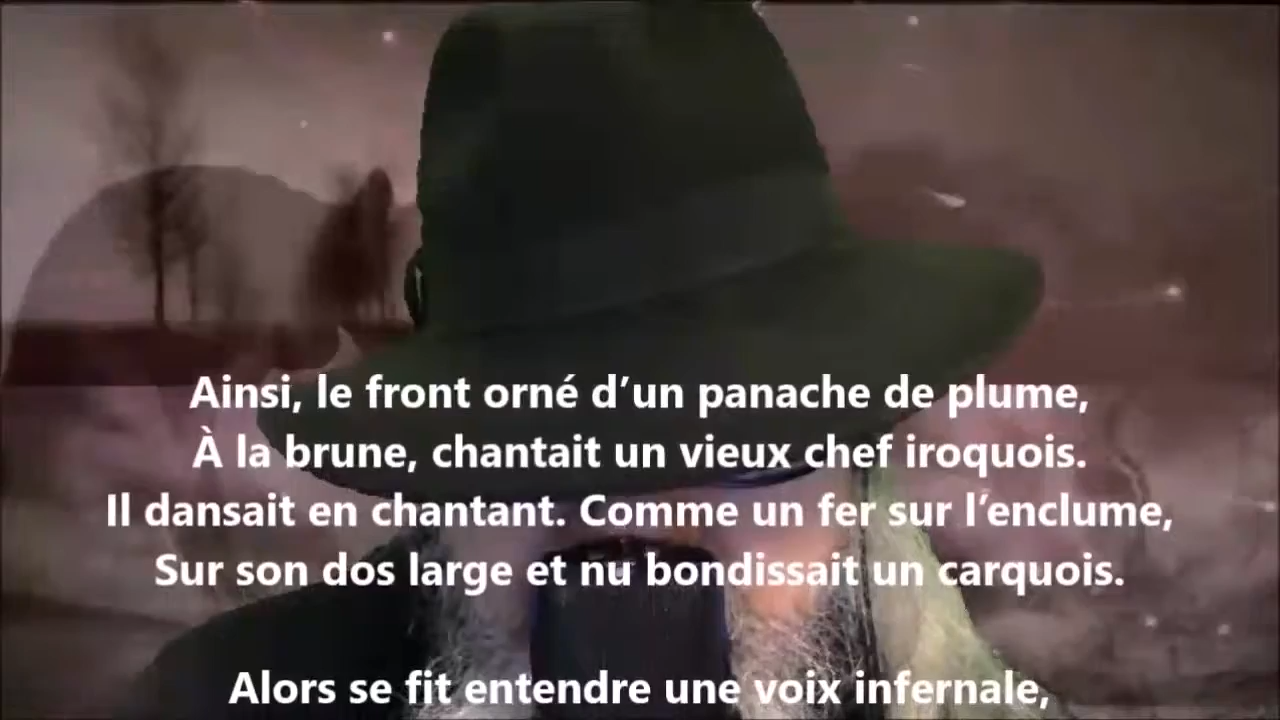 Ainsi, le front orné d’un panache de plume,
À la brune, chantait un vieux chef iroquois.
Il dansait en chantant. Comme un fer sur l’enclume,
Sur son dos large et nu bondissait un carquois.
Alors se fit entendre une voix infernale,